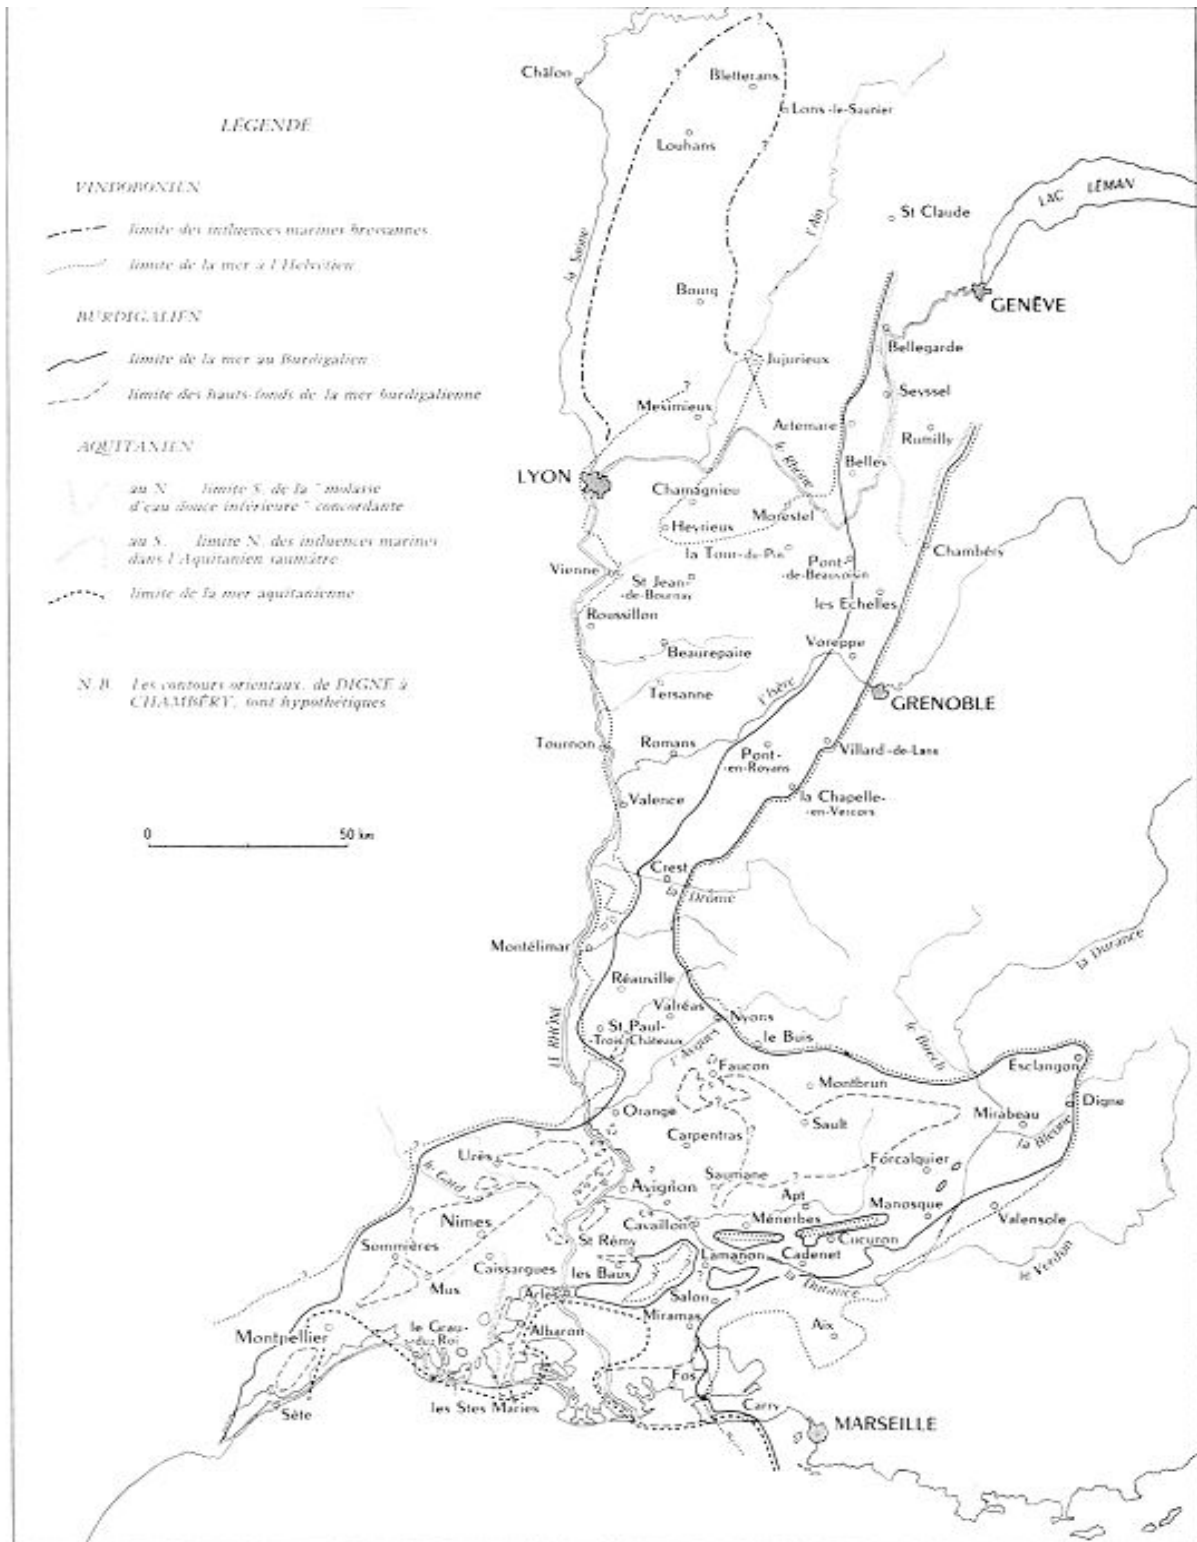 LÉGENDE
VINDOBONIEN
limite des influences marines bressannes
limite de la mer à l'Helvétien
BURDIGALIEN
limite de la mer au Burdigalien
limite des hauts-fonds de la mer burdigalienne
AQUITANIEN
au N. limite S. de la "molasse
d'eau douce inférieure" concordante
au S. limite N. des influences marines
dans l'Aquitanien saumâtre
limite de la mer aquitanienne
N.B. Les contours orientaux, de DIGNE à
CHAMBÉRY, sont hypothétiques
0 50 km
Châlon
Bletterans
Lons-le-Saunier
Louhans
la Saône
l'Ain
St Claude
LAC LÉMAN
GENÈVE
Bourg
Bellegarde
Jujurieux
Seyssel
Meximieux
Artemare
Rumilly
LYON
le Rhône
Belley
Chamagnieu
Morestel
Heyrieux
la Tour-du-Pin
Chambéry
Vienne
St Jean-
-de-Bournay
Pont-
-de-Beauvoisin
les Echelles
Roussillon
Beaurepaire
Voreppe
Tersanne
l'Isère
GRENOBLE
Tournon
Romans
Pont-
-en-Royans
Villard-de-Lans
Valence
la Chapelle-
-en-Vercors
Crest
la Drôme
Montélimar
la Durance
Réauville
Valréas
Nyons
LE RHÔNE
St Paul-
-Trois Châteaux
l'Aygues
le Buis
le Buech
Faucon
Esclangon
Montbrun
Orange
Mirabeau
Digne
Carpentras
Sault
la Bléone
Uzès
le Gard
Saumane
Forcalquier
Avignon
Apt
Manosque
Valensole
Nîmes
Cavaillon
Ménerbes
St Rémy
Cucuron
Sommières
Caissargues
les Baux
Lamanon
Cadenet
le Verdon
Mus
Arles
Salon
la Durance
Miramas
Montpellier
le Grau-
-du-Roi
Albaron
Aix
Fos
Sète
les Stes Maries
Carry
MARSEILLE